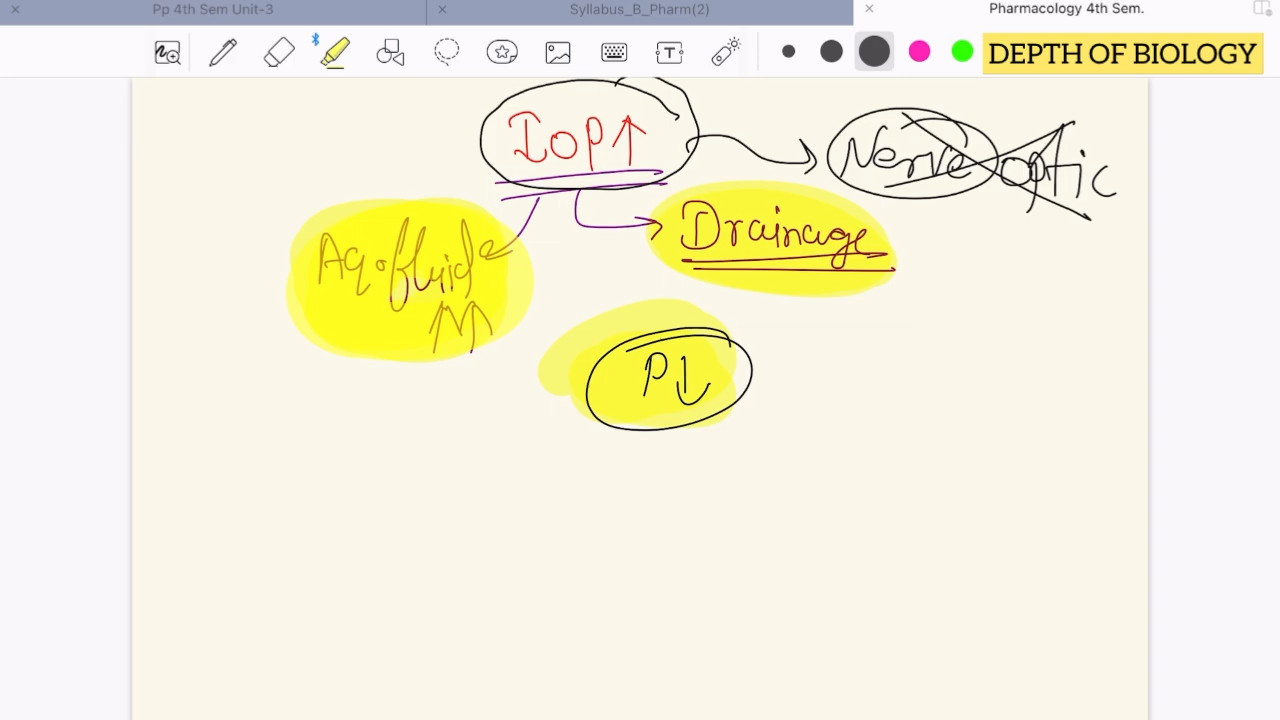 Pp 4th Sem Unit-3
Syllabus_B_Pharm(2)
Pharmacology 4th Sem.
DEPTH OF BIOLOGY
IOP↑
Nerve optic
Aq. fluid
↑↑
Drainage
P↓